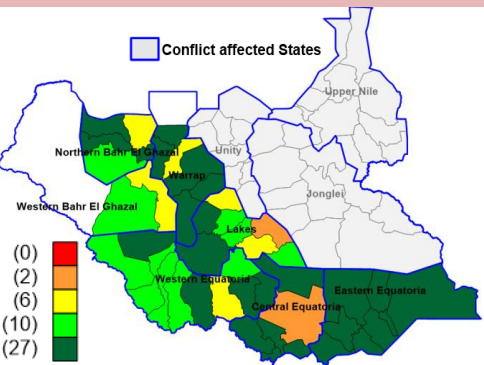 Conflict affected States
Upper Nile
Northern Bahr El Ghazal
Unity
Warrap
Jonglei
Western Bahr El Ghazal
Lakes
Western Equatoria
Eastern Equatoria
Central Equatoria
(0)
(2)
(6)
(10)
(27)